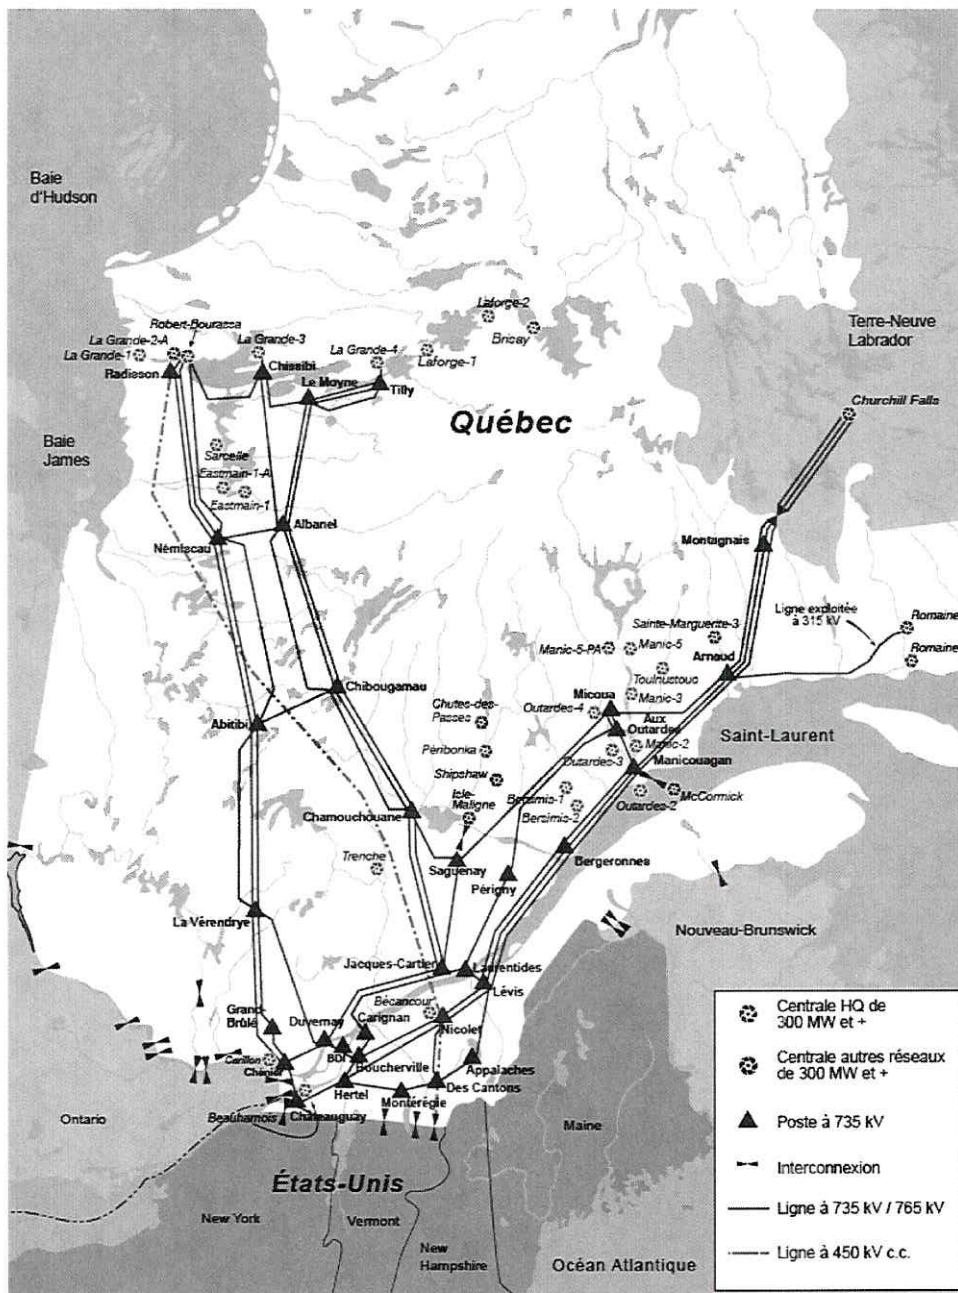 Baie
d'Hudson
Terre-Neuve
Labrador
Laforge-2
Brisay
Robert-Bourassa
La Grande-2-A
La Grande-1
La Grande-3
La Grande-4
Laforge-1
Radisson
Chissibi
Le Moyne
Tilly
Québec
Churchill Falls
Baie
James
Sarcelle
Eastmain-1-A
Eastmain-1
Albanel
Némiscau
Montagnais
Ligne exploitée
à 315 kV
Romaine
Romaine
Sainte-Marguerite-3
Manic-5-PA
Manic-5
Arnaud
Toulnustouc
Manic-3
Micoua
Outardes-4
Aux
Outardes
Manic-2
Outardes-3
Manicouagan
Saint-Laurent
Chibougamau
Abitibi
Chutes-des-
Passes
Péribonka
Shipshaw
Isle-
Maligne
Bersimis-1
Bersimis-2
Outardes-2
McCormick
Chamouchouane
Trenche
Saguenay
Périgny
Bergeronnes
La Vérendrye
Nouveau-Brunswick
Jacques-Cartier
Laurentides
Lévis
Bécancour
Nicolet
Grand-
Brûlé
Duvernay
Carignan
BDI
Carillon
Chénier
Boucherville
Appalaches
Hertel
Des Cantons
Montérégie
Beauharnois
Châteauguay
Ontario
Maine
États-Unis
New York
Vermont
New
Hampshire
Océan Atlantique
Centrale HQ de
300 MW et +
Centrale autres réseaux
de 300 MW et +
Poste à 735 kV
Interconnexion
Ligne à 735 kV / 765 kV
Ligne à 450 kV c.c.